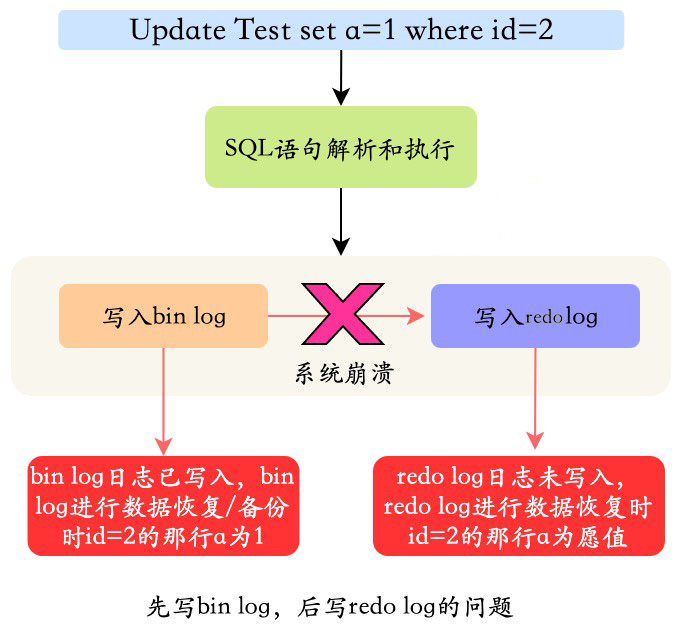 Update Test set a=1 where id=2
SQL语句解析和执行
写入bin log
写入redo log
系统崩溃
bin log日志已写入，bin
log进行数据恢复/备份
时id=2的那行a为1
redo log日志未写入，
redo log进行数据恢复时
id=2的那行a为愿值
先写bin log，后写redo log的问题